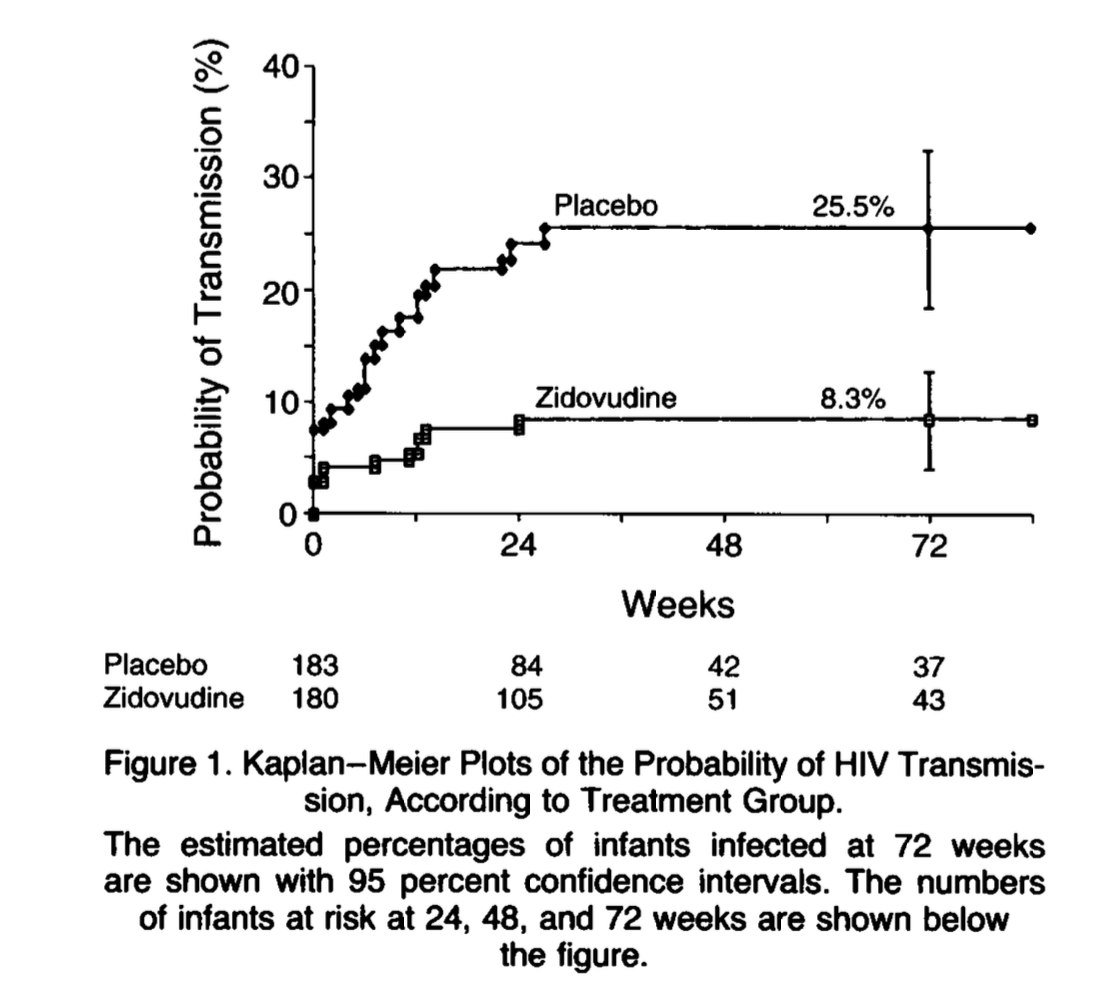 Probability of Transmission (%)
40
30
20
10
0
Placebo 25.5%
Zidovudine 8.3%
0 24 48 72
Weeks
Placebo 183 84 42 37
Zidovudine 180 105 51 43
Figure 1. Kaplan–Meier Plots of the Probability of HIV Transmis-
sion, According to Treatment Group.
The estimated percentages of infants infected at 72 weeks
are shown with 95 percent confidence intervals. The numbers
of infants at risk at 24, 48, and 72 weeks are shown below
the figure.